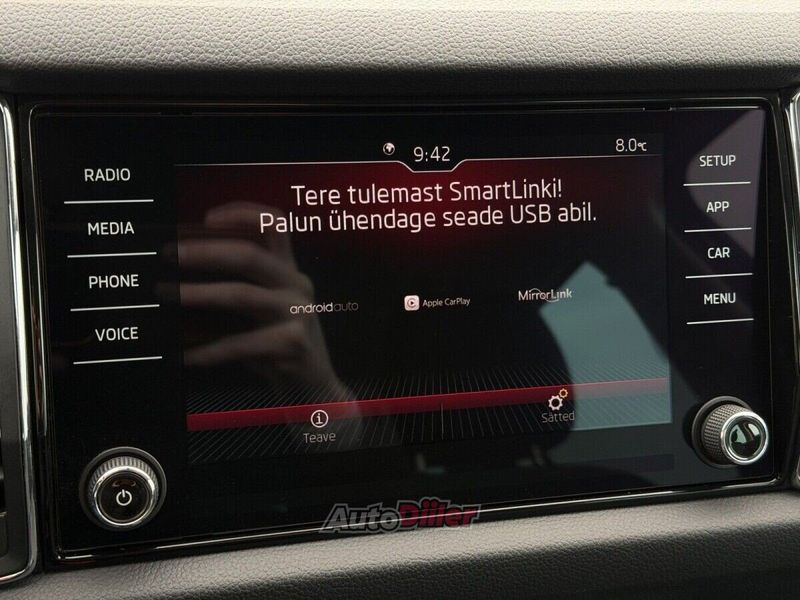 9:42
8.0°C
RADIO
MEDIA
PHONE
VOICE
SETUP
APP
CAR
MENU
Tere tulemast SmartLinki!
Palun ühendage seade USB abil.
androidauto
Apple CarPlay
MirrorLink
Teave
Sätted
AutoDiiler